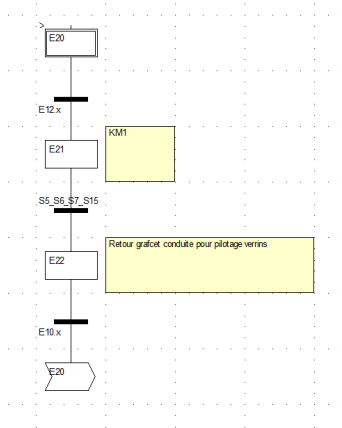 E20
E12.x
KM1
E21
S5_S6_S7_S15
Retour grafcet conduite pour pilotage verrins
E22
E10.x
E20